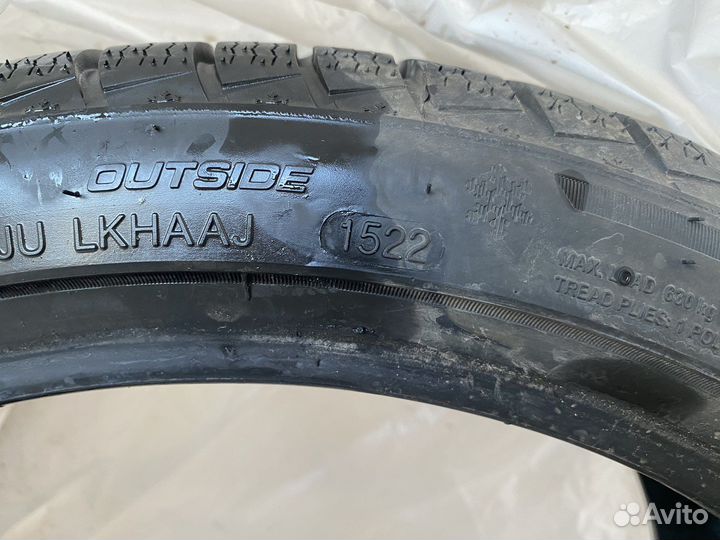 OUTSIDE
JU LKHAAJ 1522
MAX. LOAD 630 kg
TREAD PLIES: 1 POL
Avito